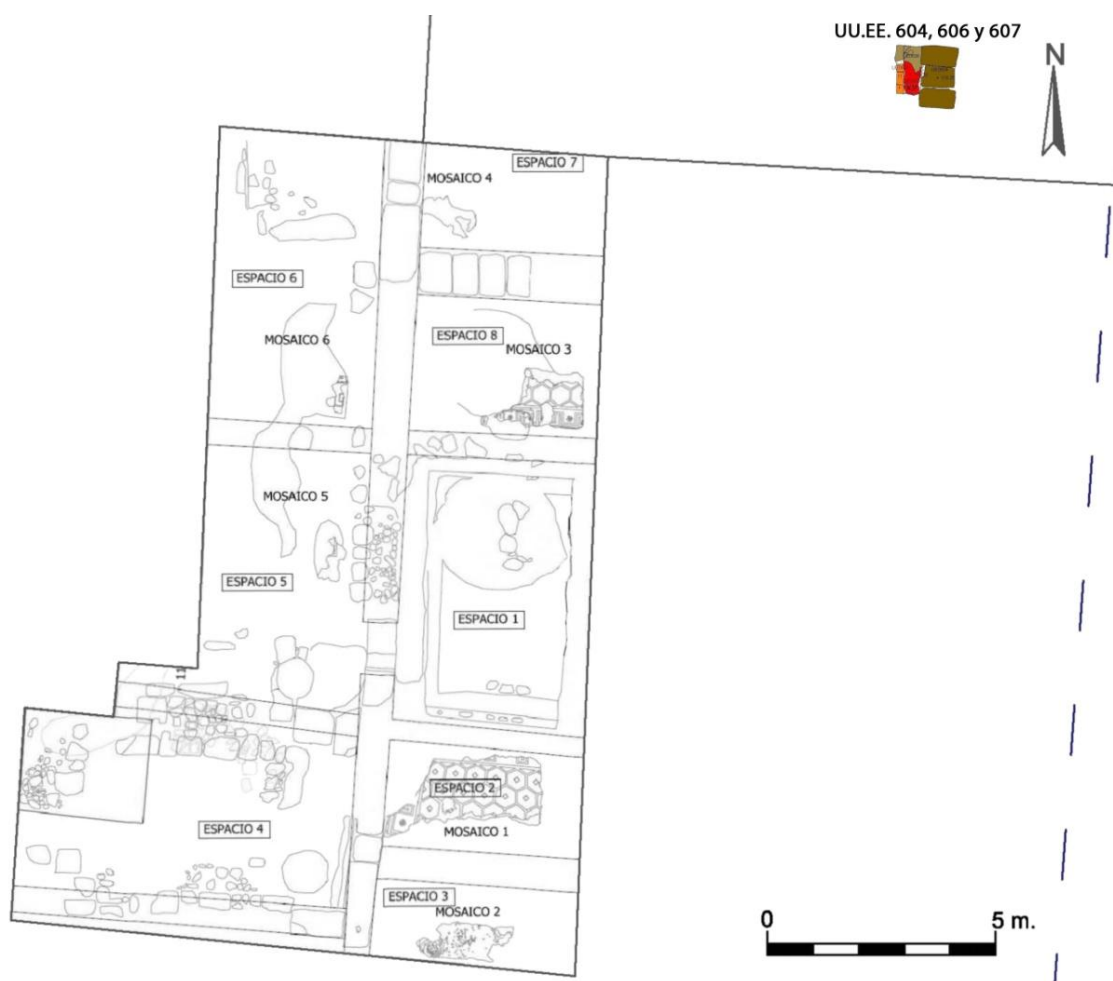 UU.EE. 604, 606 y 607
N
ESPACIO 7
MOSAICO 4
ESPACIO 6
ESPACIO 8
MOSAICO 6
MOSAICO 3
MOSAICO 5
ESPACIO 5
ESPACIO 1
11
ESPACIO 2
ESPACIO 4
MOSAICO 1
ESPACIO 3
MOSAICO 2
0
5 m.